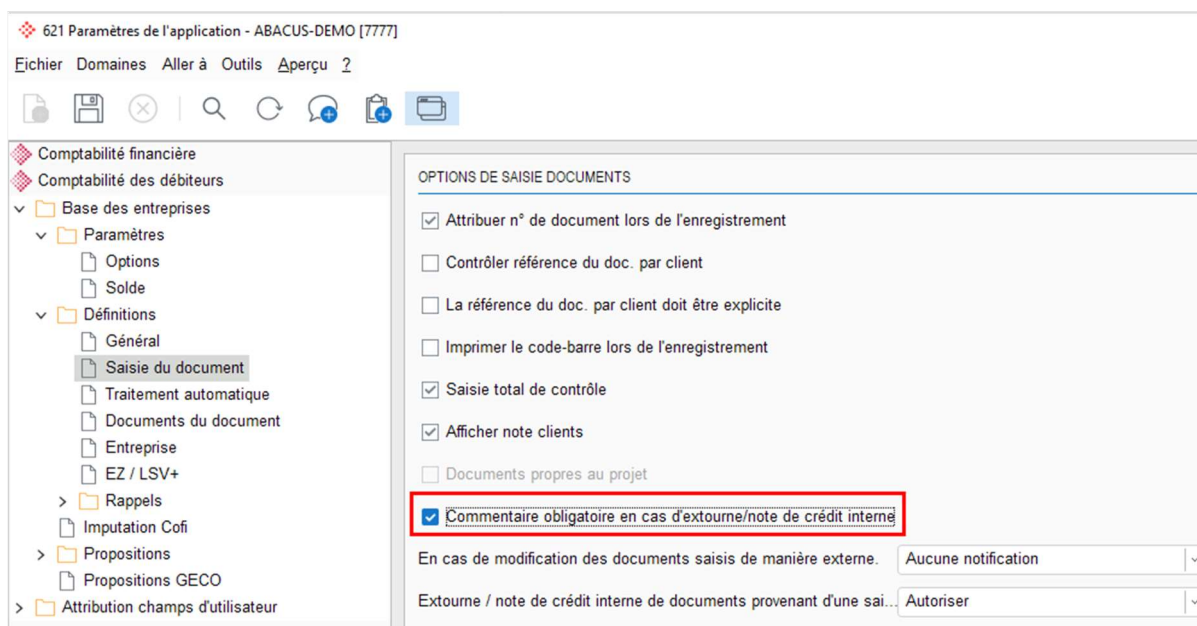 621 Paramètres de l'application - ABACUS-DEMO [7777]
Fichier Domaines Aller à Outils Aperçu ?
Comptabilité financière
Comptabilité des débiteurs
Base des entreprises
Paramètres
Options
Solde
Définitions
Général
Saisie du document
Traitement automatique
Documents du document
Entreprise
EZ / LSV+
Rappels
Imputation Cofi
Propositions
Propositions GECO
Attribution champs d'utilisateur
OPTIONS DE SAISIE DOCUMENTS
Attribuer n° de document lors de l'enregistrement
Contrôler référence du doc. par client
La référence du doc. par client doit être explicite
Imprimer le code-barre lors de l'enregistrement
Saisie total de contrôle
Afficher note clients
Documents propres au projet
Commentaire obligatoire en cas d'extourne/note de crédit interne
En cas de modification des documents saisis de manière externe. Aucune notification
Extourne / note de crédit interne de documents provenant d'une sai... Autoriser